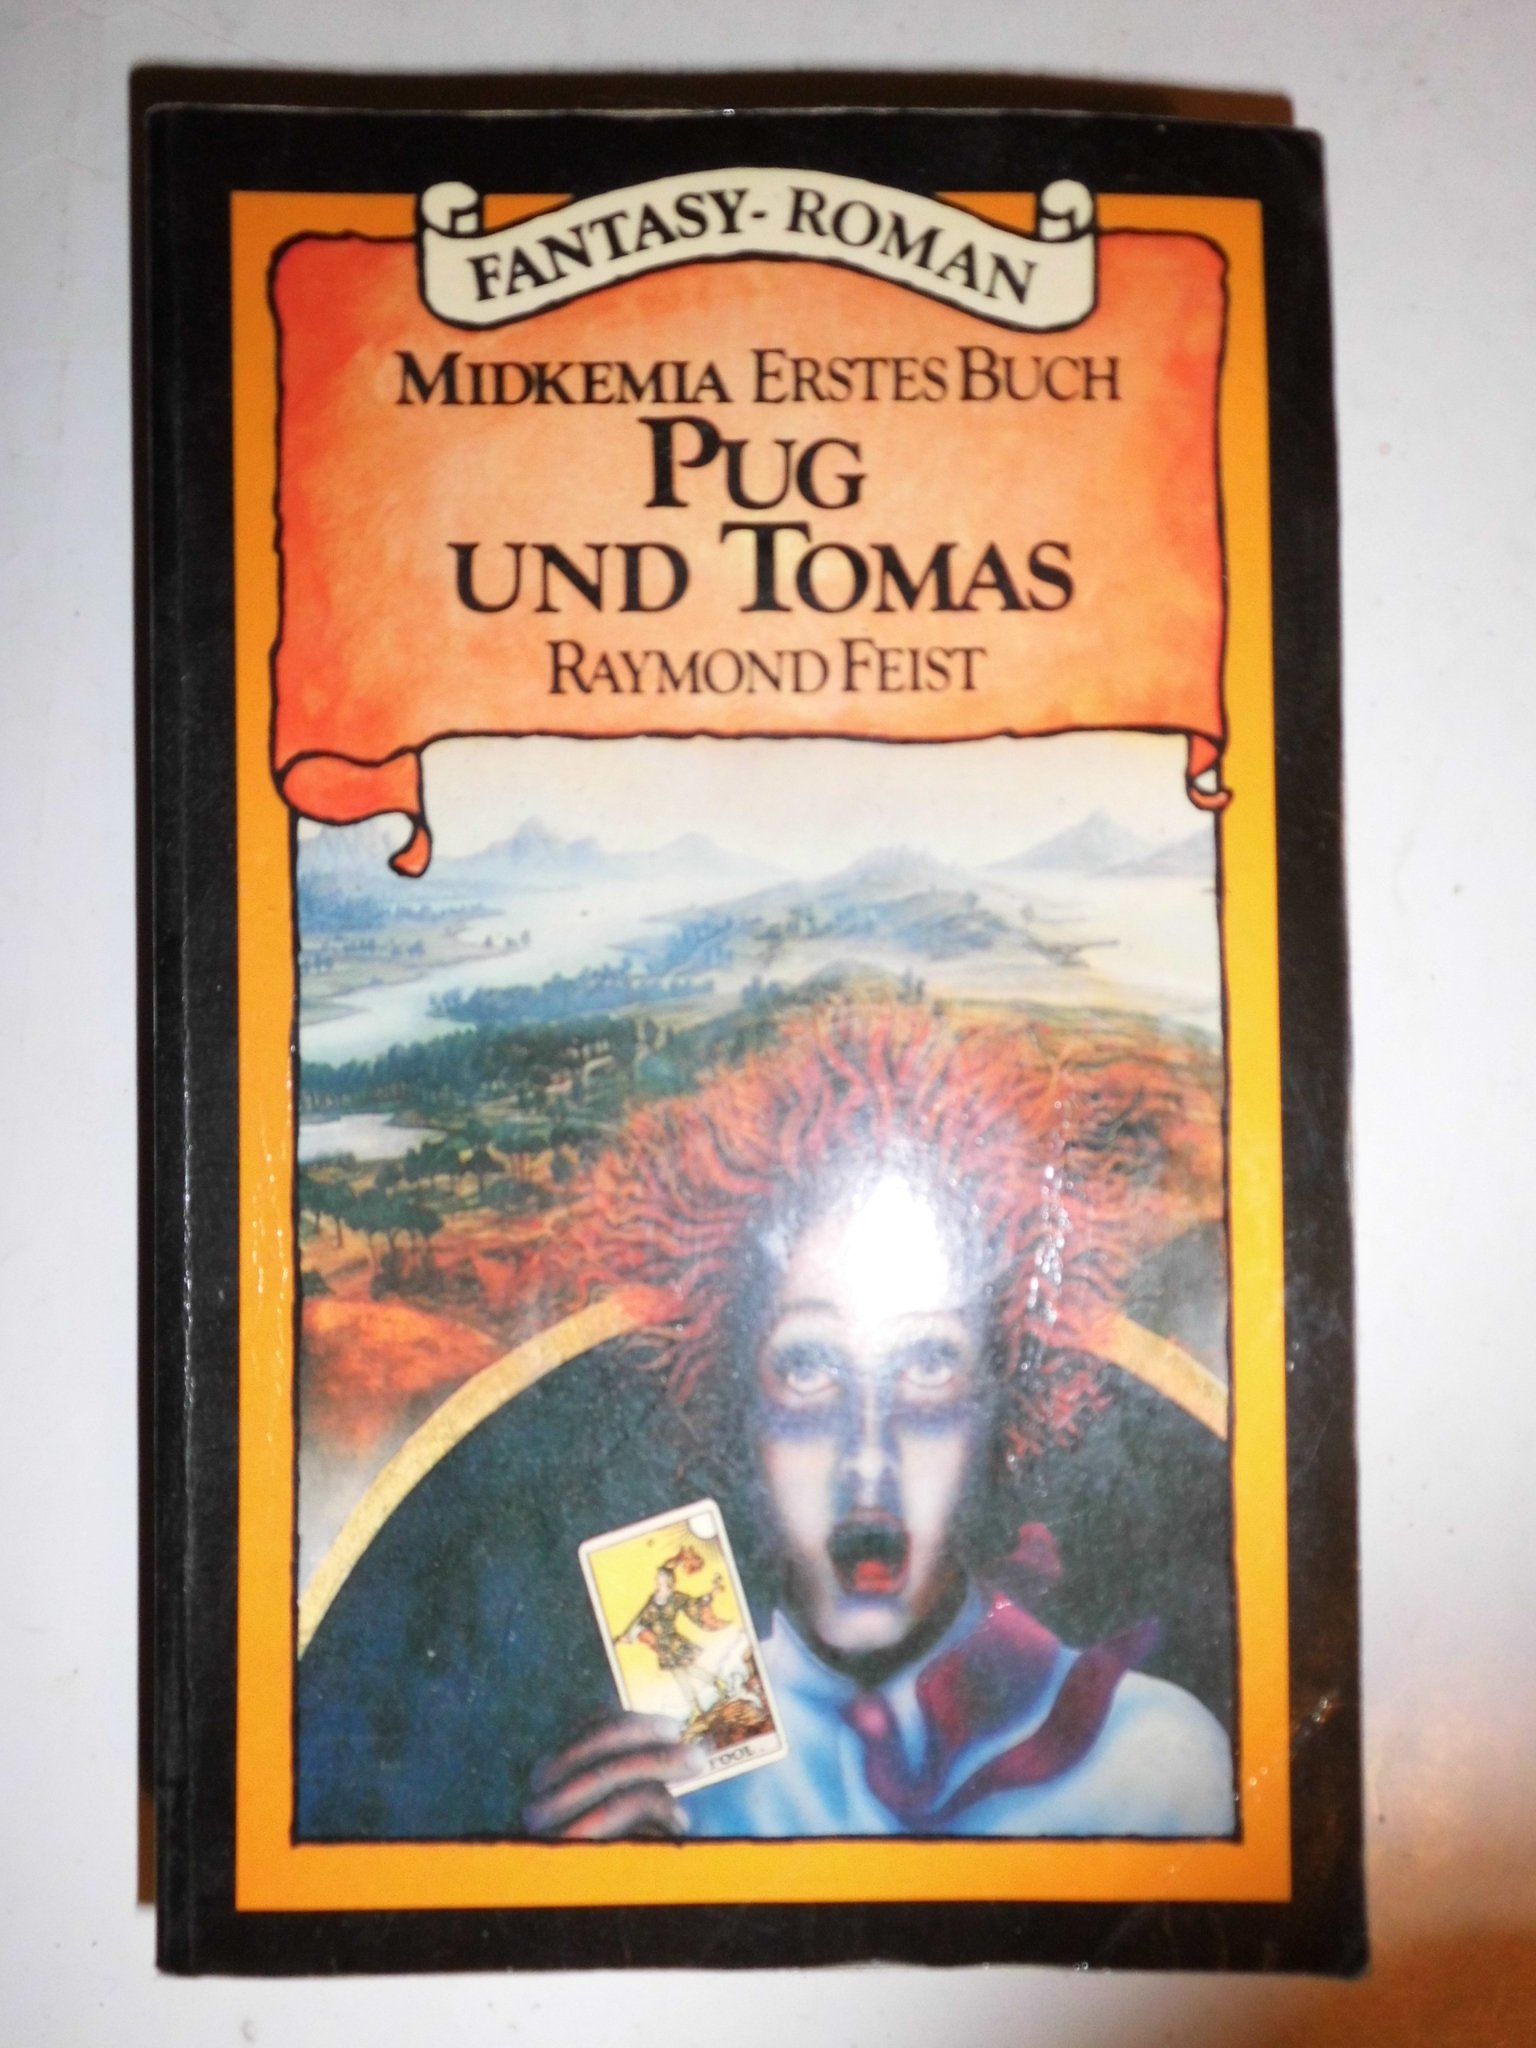 FANTASY-ROMAN
MIDKEMIA ERSTES BUCH
PUG
UND TOMAS
RAYMOND FEIST
FOOL.